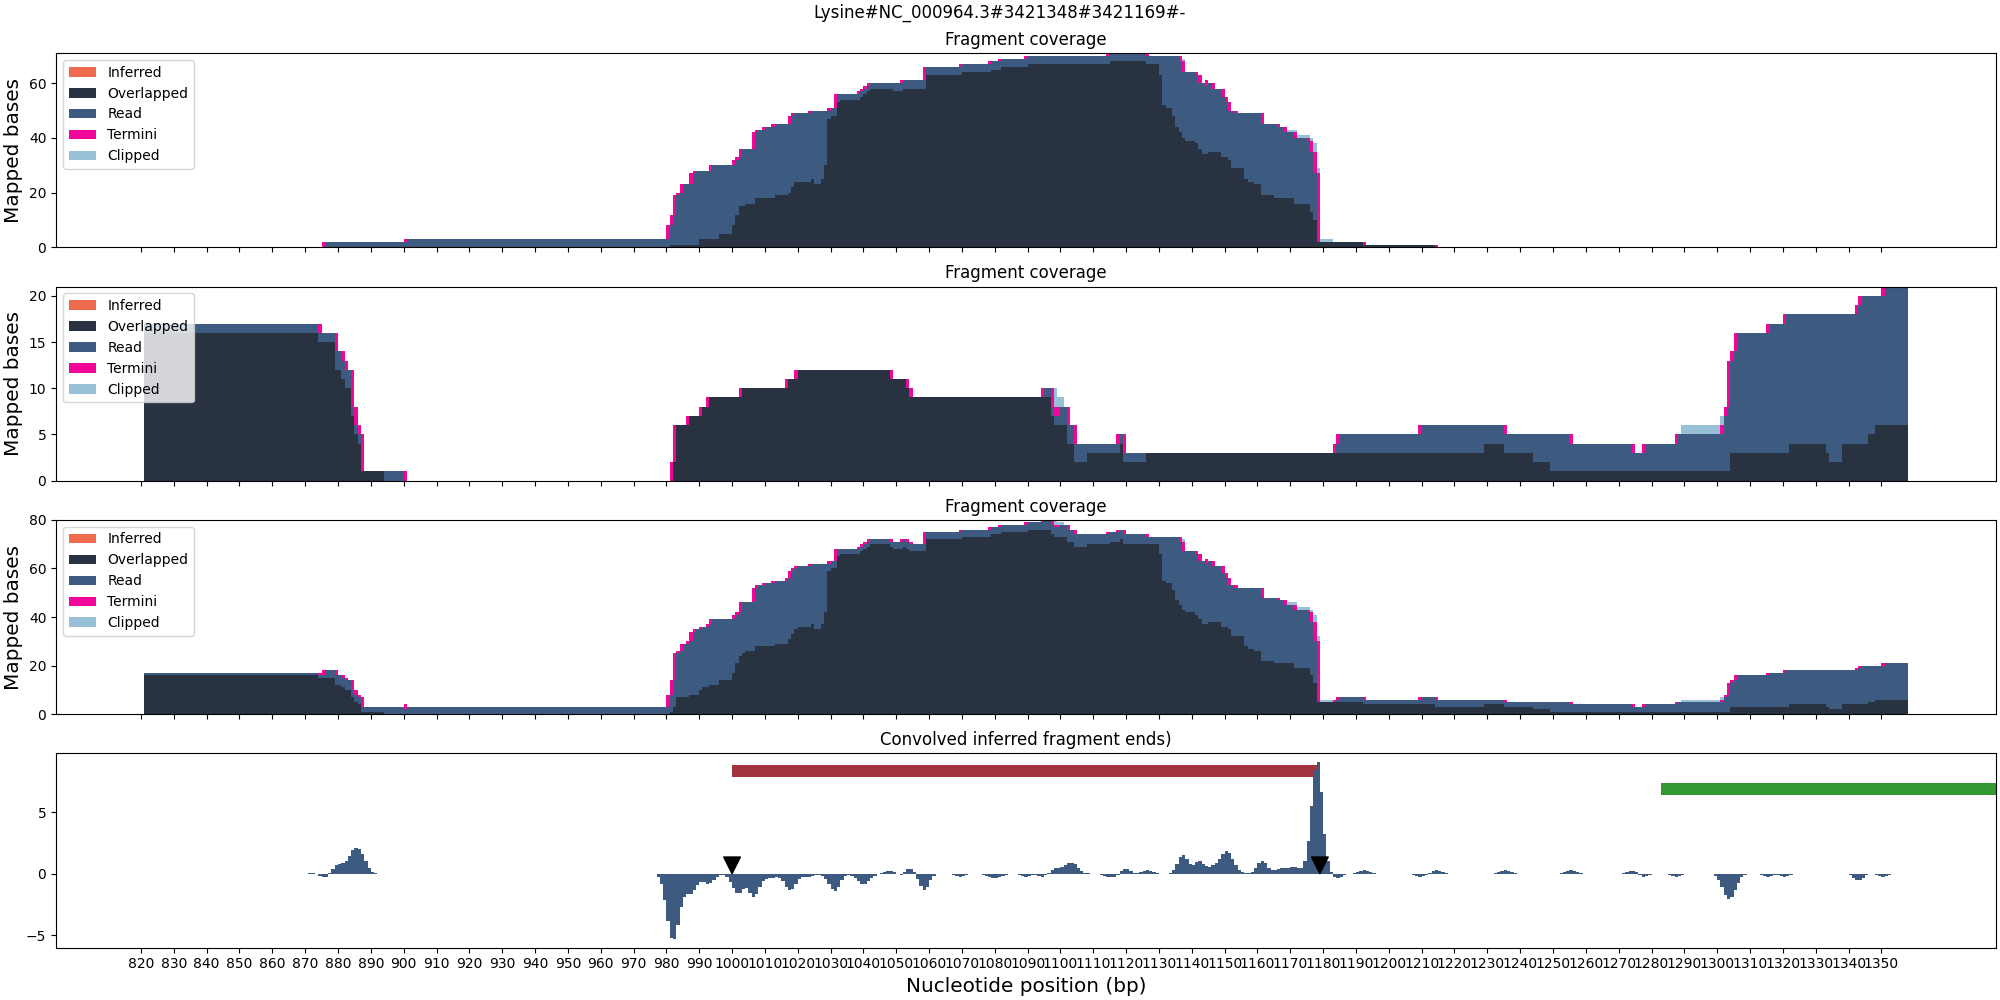 Lysine#NC_000964.3#3421348#3421169#-
Fragment coverage
Mapped bases
60
40
20
0
Inferred
Overlapped
Read
Termini
Clipped
Fragment coverage
Mapped bases
20
15
10
5
0
Inferred
Overlapped
Read
Termini
Clipped
Fragment coverage
Mapped bases
80
60
40
20
0
Inferred
Overlapped
Read
Termini
Clipped
Convolved inferred fragment ends)
5
0
−5
820 830 840 850 860 870 880 890 900 910 920 930 940 950 960 970 980 990 1000 1010 1020 1030 1040 1050 1060 1070 1080 1090 1100 1110 1120 1130 1140 1150 1160 1170 1180 1190 1200 1210 1220 1230 1240 1250 1260 1270 1280 1290 1300 1310 1320 1330 1340 1350
Nucleotide position (bp)